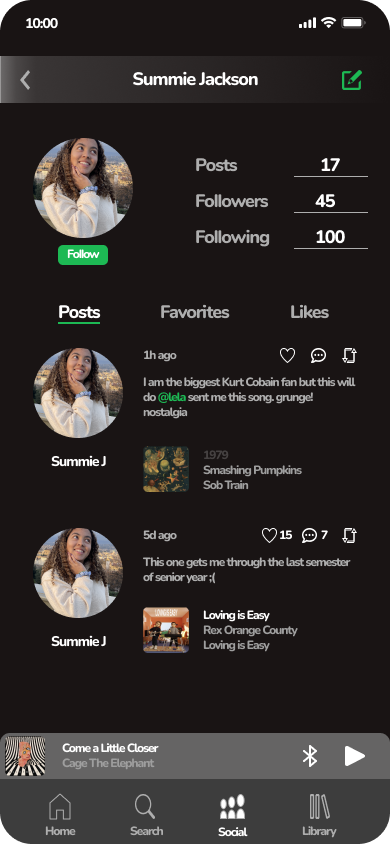 10:00
Summie Jackson
Posts 17
Followers 45
Following 100
Follow
Posts Favorites Likes
1h ago
I am the biggest Kurt Cobain fan but this will
do @lela sent me this song. grunge!
nostalgia
Summie J
1979
Smashing Pumpkins
Sob Train
5d ago 15 7
This one gets me through the last semester
of senior year ;(
Summie J
LOVING IS EASY
Loving is Easy
Rex Orange County
Loving is Easy
Come a Little Closer
Cage The Elephant
Home Search Social Library